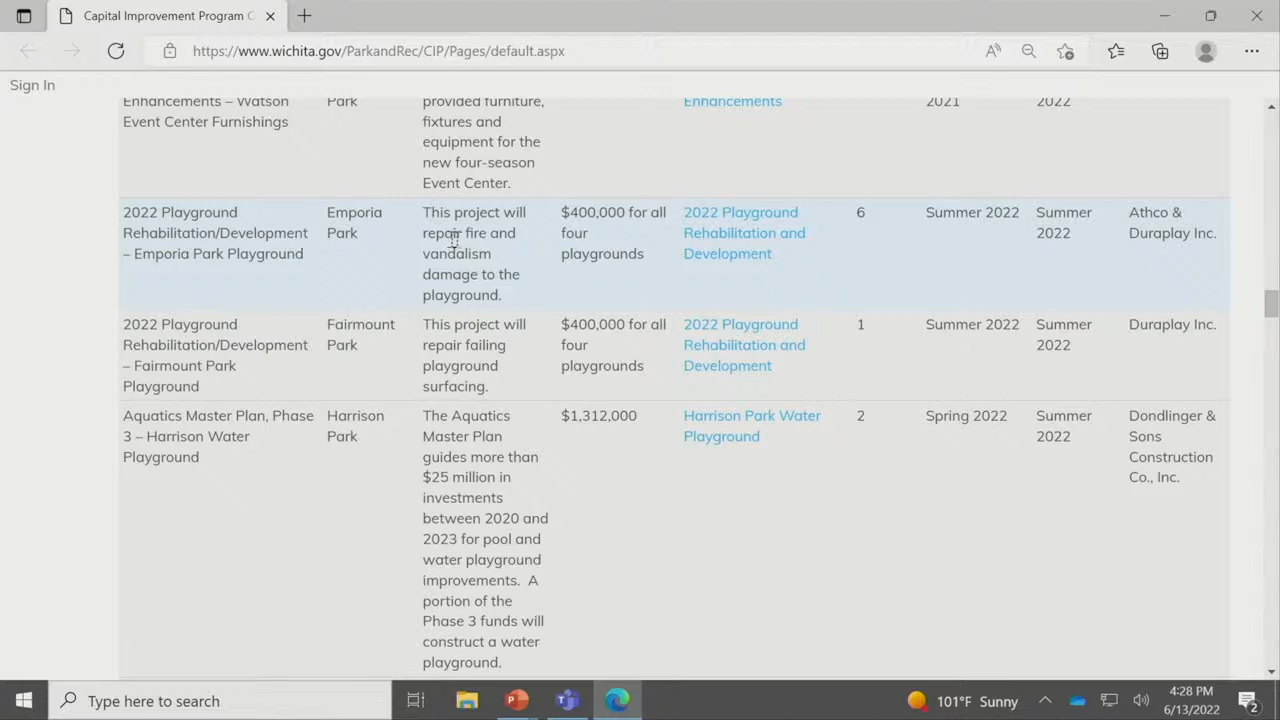 Capital Improvement Program C
https://www.wichita.gov/ParkandRec/CIP/Pages/default.aspx
Sign In
Enhancements – Watson
Event Center Furnishings
Park
provided furniture,
fixtures and
equipment for the
new four-season
Event Center.
Enhancements
2021
2022
2022 Playground
Rehabilitation/Development
– Emporia Park Playground
Emporia
Park
This project will
repair fire and
vandalism
damage to the
playground.
$400,000 for all
four
playgrounds
2022 Playground
Rehabilitation and
Development
6
Summer 2022
Summer
2022
Athco &
Duraplay Inc.
2022 Playground
Rehabilitation/Development
– Fairmount Park
Playground
Fairmount
Park
This project will
repair failing
playground
surfacing.
$400,000 for all
four
playgrounds
2022 Playground
Rehabilitation and
Development
1
Summer 2022
Summer
2022
Duraplay Inc.
Aquatics Master Plan, Phase
3 – Harrison Water
Playground
Harrison
Park
The Aquatics
Master Plan
guides more than
$25 million in
investments
between 2020 and
2023 for pool and
water playground
improvements. A
portion of the
Phase 3 funds will
construct a water
playground.
$1,312,000
Harrison Park Water
Playground
2
Spring 2022
Summer
2022
Dondlinger &
Sons
Construction
Co., Inc.
Type here to search
101°F Sunny
4:28 PM
6/13/2022
2